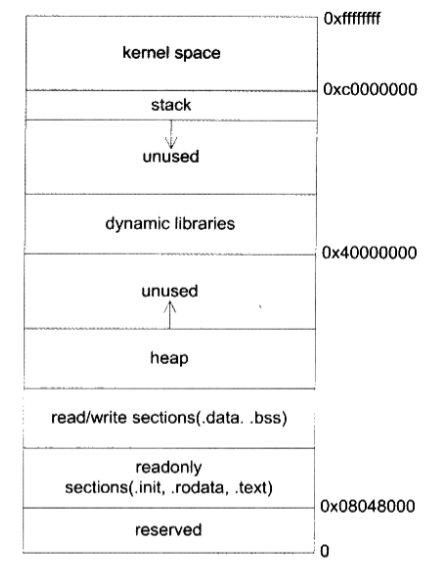 0xffffffff
kernel space
0xc0000000
stack
unused
dynamic libraries
0x40000000
unused
heap
read/write sections(.data. .bss)
readonly
sections(.init, .rodata, .text)
0x08048000
reserved
0